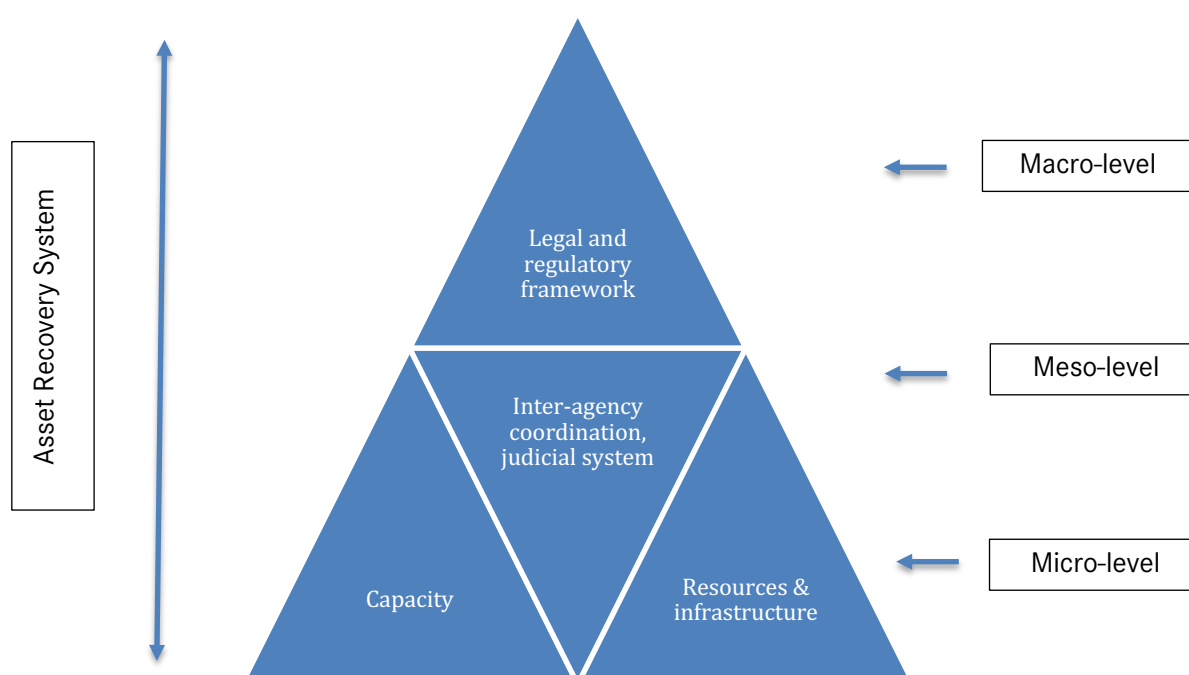 Asset Recovery System
Legal and
regulatory
framework
Macro-level
Inter-agency
coordination,
judicial system
Meso-level
Capacity
Resources &
infrastructure
Micro-level